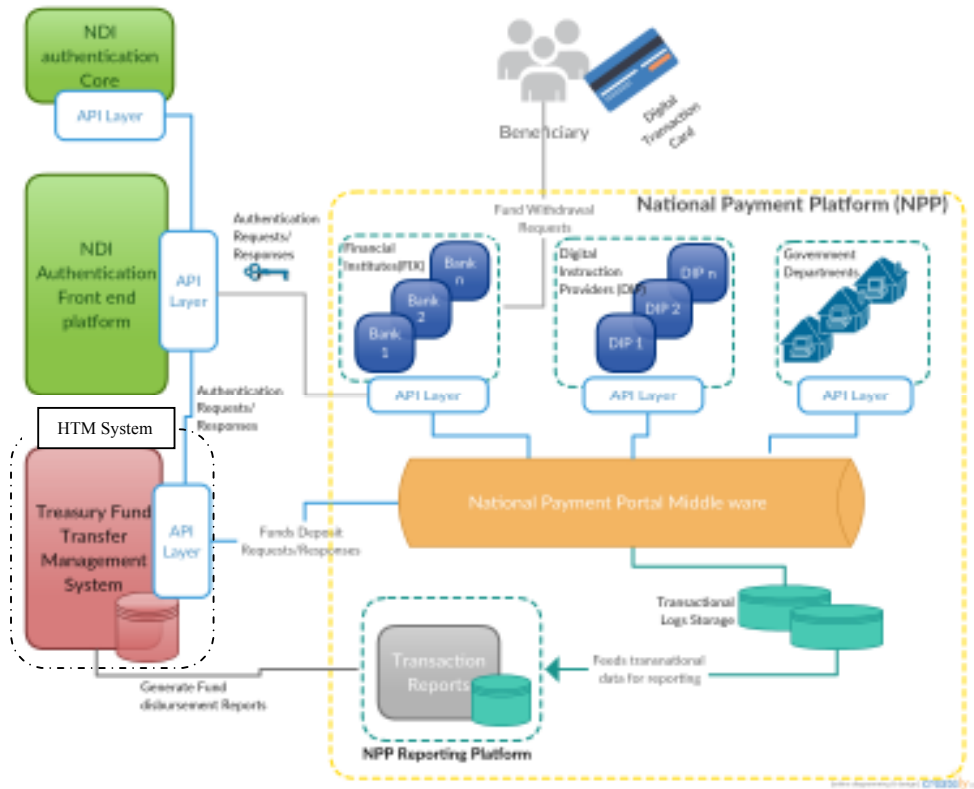 NDI
authentication
Core
API Layer
Beneficiary
Digital
Transaction
Card
National Payment Platform (NPP)
Fund Withdrawal
Requests
NDI
Authentication
Front end
platform
API
Layer
Authentication
Requests/
Responses
Financial
Institutes(FIX)
Bank
n
Bank
2
Bank
1
Digital
Instruction
Providers (DIP)
DIP n
DIP 2
DIP 1
Government
Departments
API Layer
API Layer
API Layer
Authentication
Requests/
Responses
HTM System
Treasury Fund
Transfer
Management
System
API
Layer
Funds Deposit
Requests/Responses
National Payment Portal Middle ware
Transactional
Logs Storage
Feeds transnational
data for reporting
Transaction
Reports
NPP Reporting Platform
Generate Fund
disbursement Reports
creately